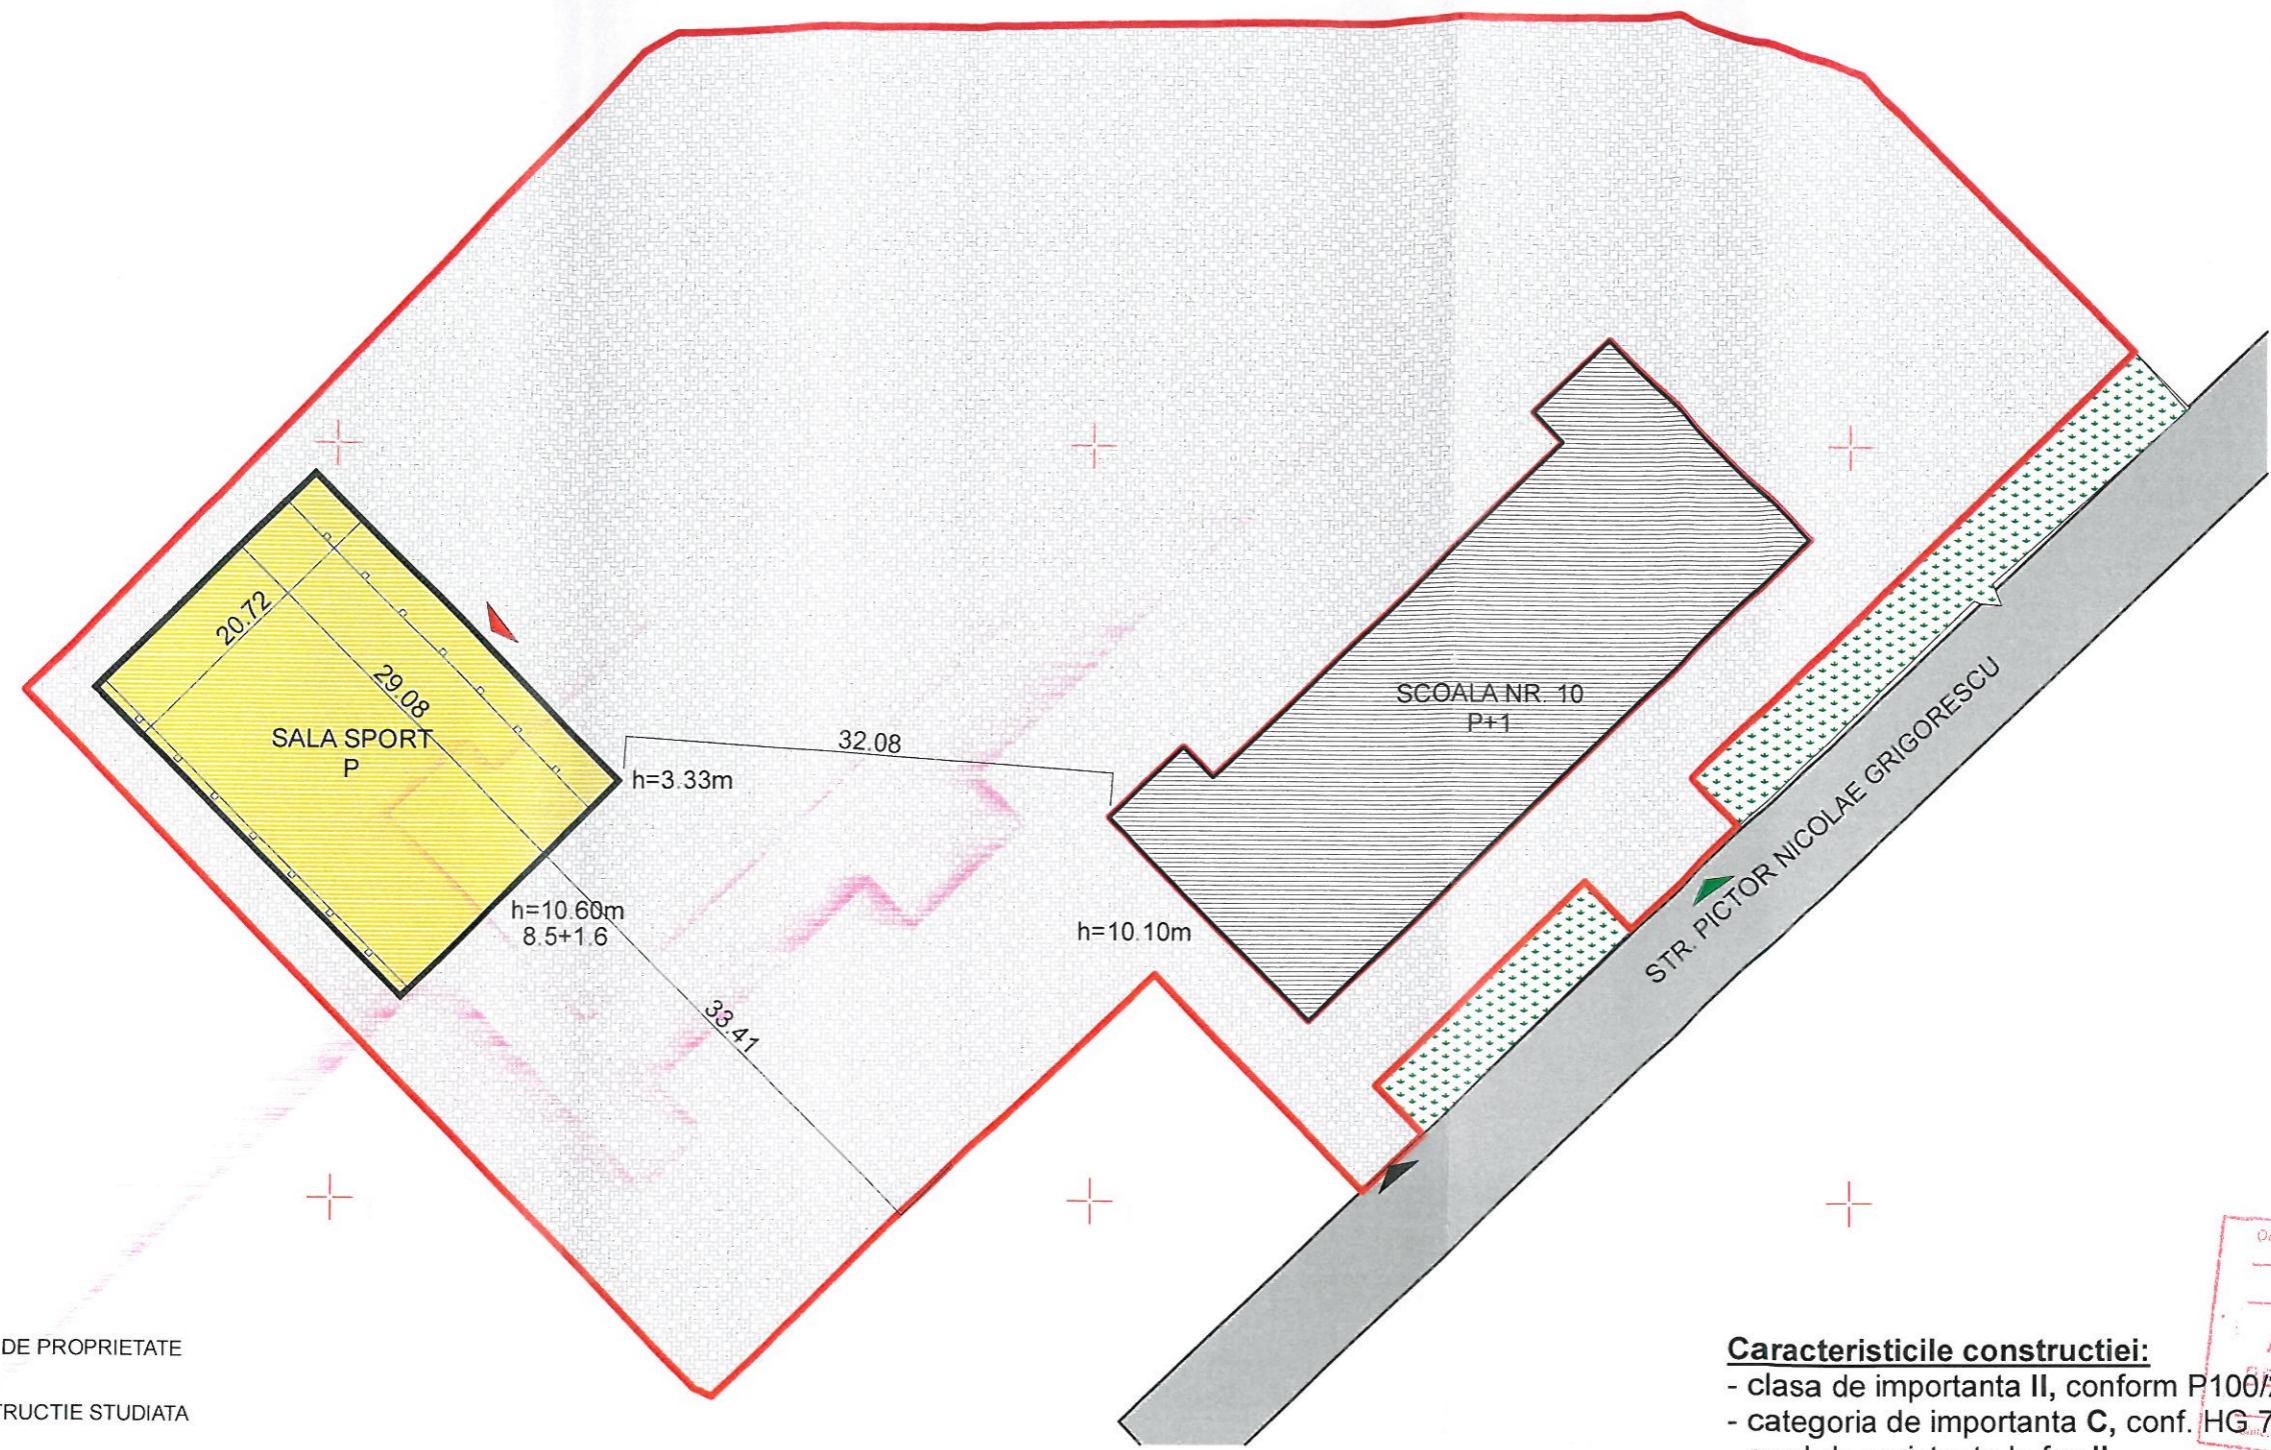 20.72
29.08
SALA SPORT
P
h=3.33m
32.08
h=10.60m
8.5+1.6
33.41
h=10.10m
SCOALA NR. 10
P+1
STR. PICTOR NICOLAE GRIGORESCU
DE PROPRIETATE
TRUCTIE STUDIATA
Caracteristicile constructiei:
- clasa de importanta II, conform P100/
- categoria de importanta C, conf. HG 7